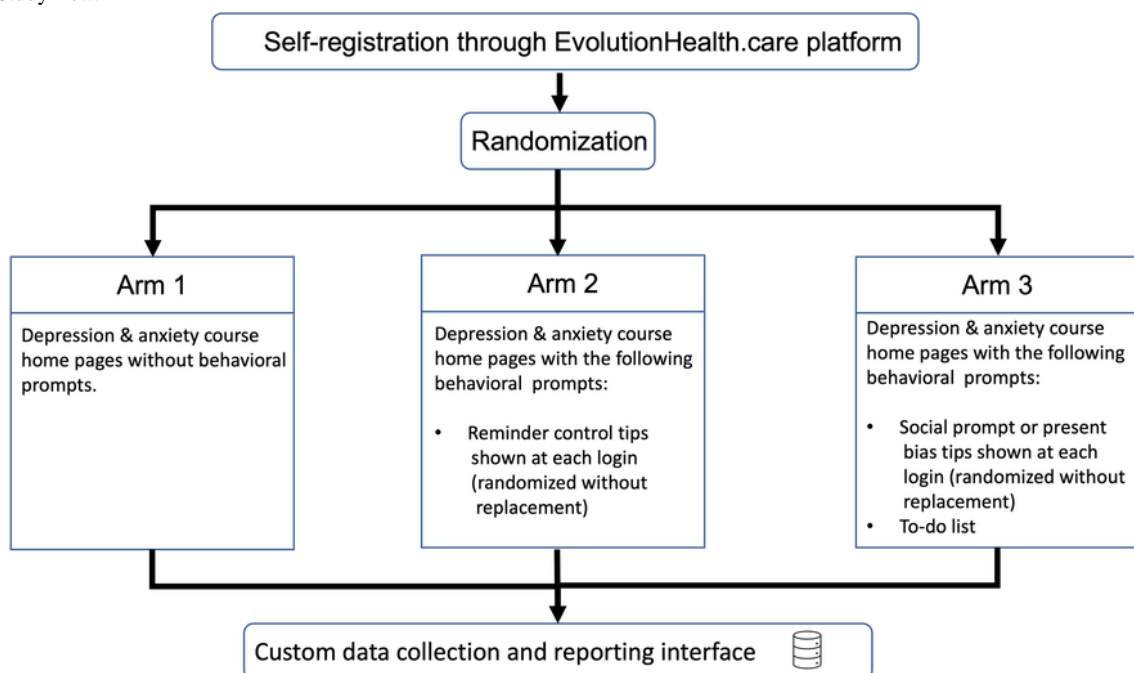 Self-registration through EvolutionHealth.care platform
Randomization
Arm 1
Depression & anxiety course
home pages without behavioral
prompts.
Arm 2
Depression & anxiety course
home pages with the following
behavioral prompts:
• Reminder control tips
shown at each login
(randomized without
replacement)
Arm 3
Depression & anxiety course
home pages with the following
behavioral prompts:
• Social prompt or present
bias tips shown at each
login (randomized without
replacement)
• To-do list
Custom data collection and reporting interface